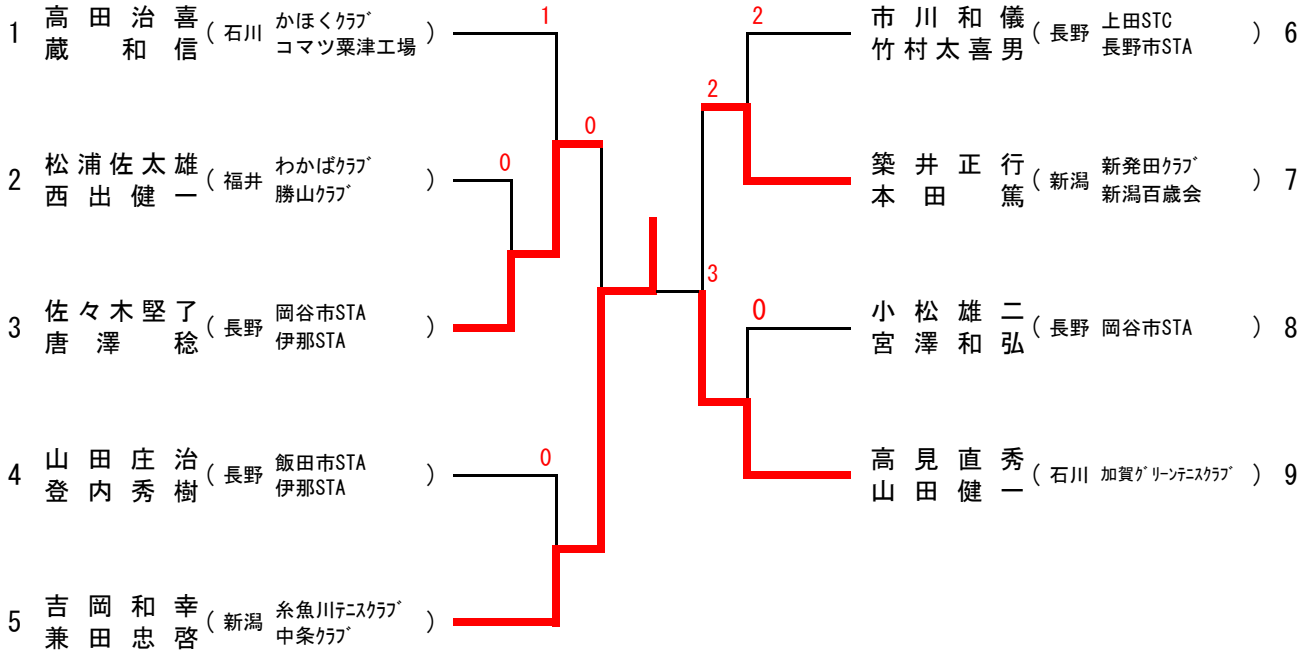 1 高田治喜 ( 石川 かほくｸﾗﾌﾞ )
蔵和信 コマツ粟津工場
1
2 松浦佐太雄 ( 福井 わかばｸﾗﾌﾞ )
西出健一 勝山ｸﾗﾌﾞ
0
0
3 佐々木堅了 ( 長野 岡谷市STA )
唐澤稔 伊那STA
4 山田庄治 ( 長野 飯田市STA )
登内秀樹 伊那STA
0
5 吉岡和幸 ( 新潟 糸魚川ﾃﾆｽｸﾗﾌﾞ )
兼田忠啓 中条ｸﾗﾌﾞ
2
市川和儀 ( 長野 上田STC ) 6
竹村太喜男 長野市STA
2
築井正行 ( 新潟 新発田ｸﾗﾌﾞ ) 7
本田篤 新潟百歳会
3
0
小松雄二 ( 長野 岡谷市STA ) 8
宮澤和弘
高見直秀 ( 石川 加賀ｸﾞﾘｰﾝﾃﾆｽｸﾗﾌﾞ ) 9
山田健一